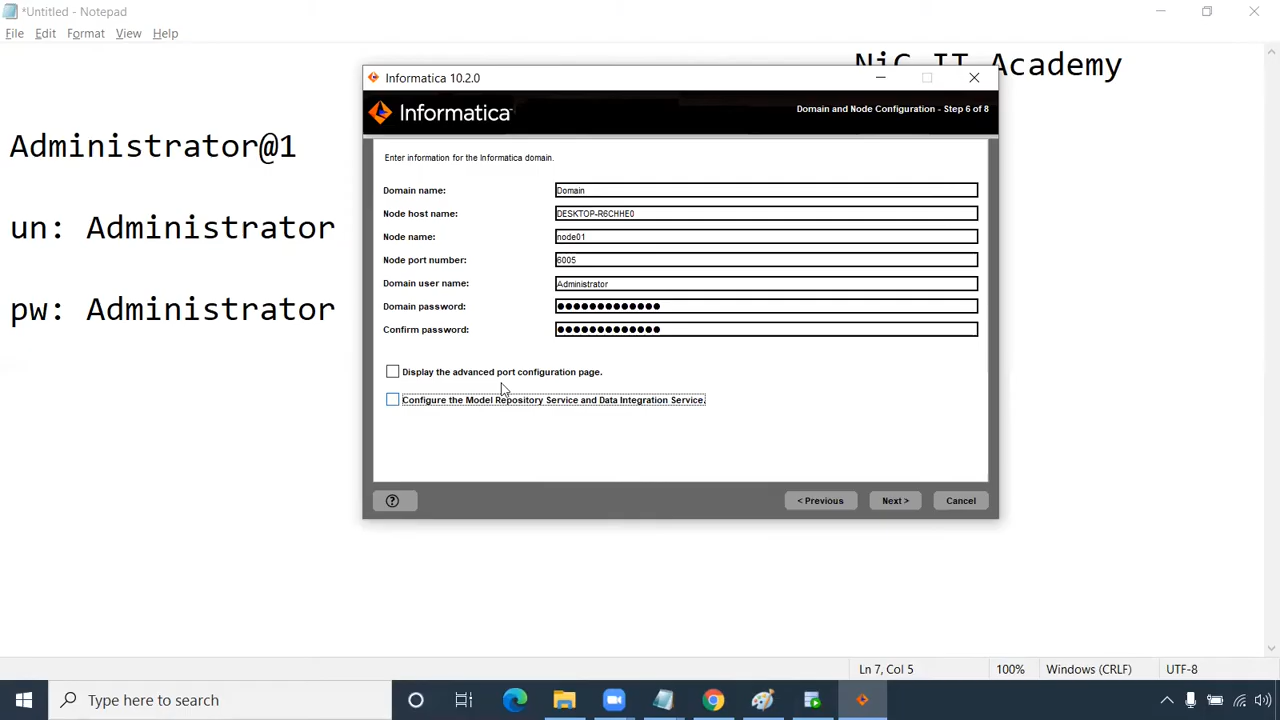 *Untitled - Notepad
File Edit Format View Help
NiC IT Academy
Administrator@1
un: Administrator
pw: Administrator
Informatica 10.2.0
Informatica
Domain and Node Configuration - Step 6 of 8
Enter information for the Informatica domain.
Domain name: Domain
Node host name: DESKTOP-R6CHHE0
Node name: node01
Node port number: 6005
Domain user name: Administrator
Domain password: ●●●●●●●●●●●●●
Confirm password: ●●●●●●●●●●●●●
Display the advanced port configuration page.
Configure the Model Repository Service and Data Integration Service.
? < Previous Next > Cancel
Ln 7, Col 5 100% Windows (CRLF) UTF-8
Type here to search